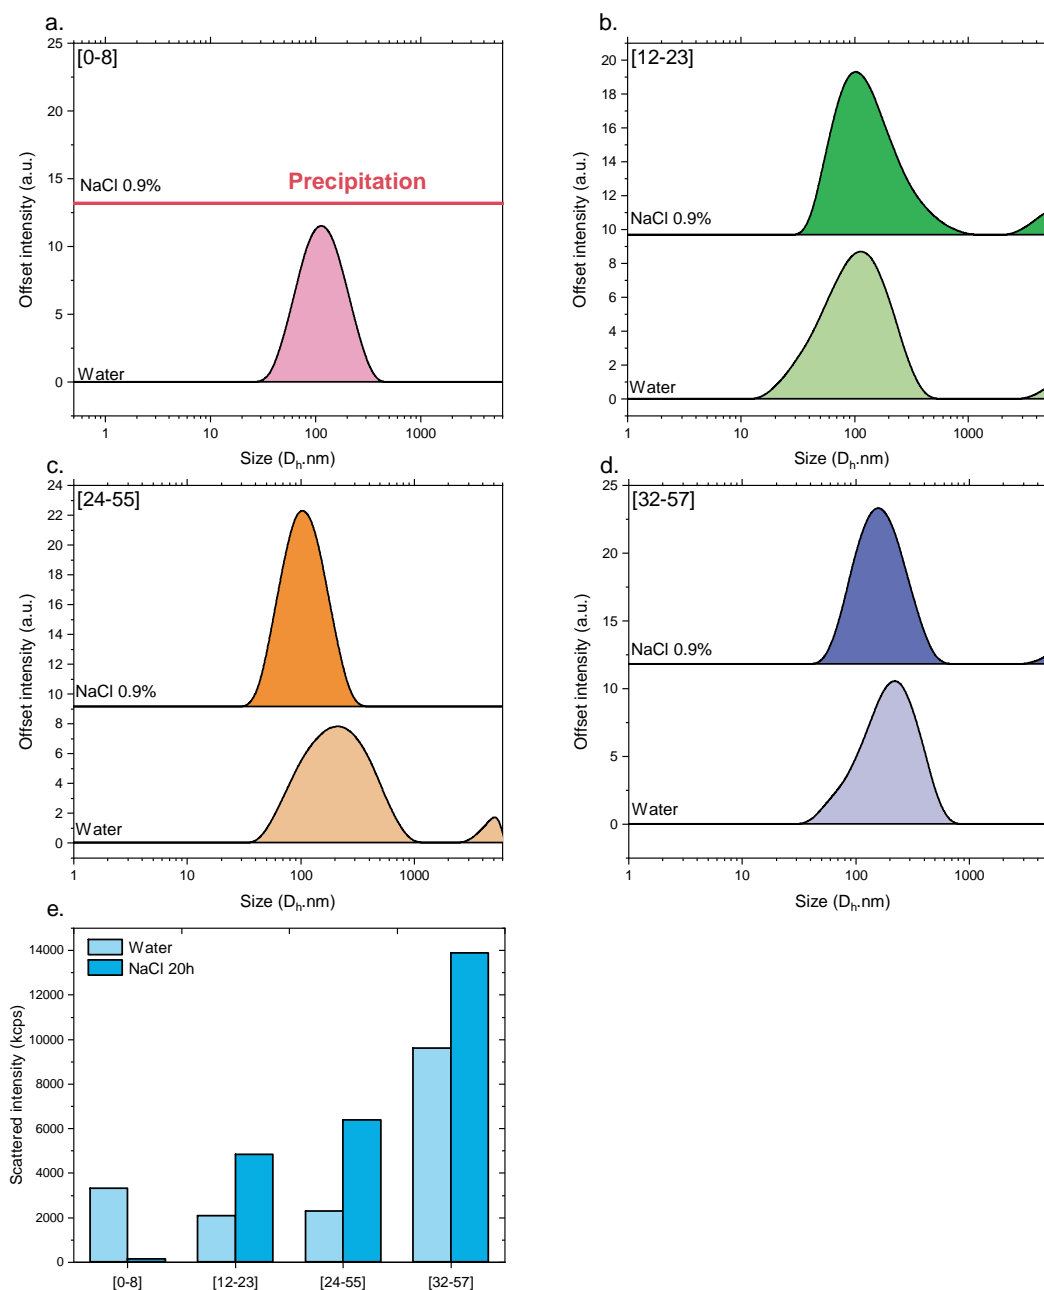 a.
[0-8]
25
20
15
10
5
0
Offset intensity (a.u.)
NaCl 0.9%
Precipitation
Water
1
10
100
1000
Size (Dh.nm)
b.
[12-23]
20
18
16
14
12
10
8
6
4
2
0
Offset intensity (a.u.)
NaCl 0.9%
Water
1
10
100
1000
Size (Dh.nm)
c.
[24-55]
24
22
20
18
16
14
12
10
8
6
4
2
0
Offset intensity (a.u.)
NaCl 0.9%
Water
1
10
100
1000
Size (Dh.nm)
d.
[32-57]
25
20
15
10
5
0
Offset intensity (a.u.)
NaCl 0.9%
Water
1
10
100
1000
Size (Dh.nm)
e.
Water
NaCl 20h
14000
12000
10000
8000
6000
4000
2000
0
Scattered intensity (kcps)
[0-8]
[12-23]
[24-55]
[32-57]